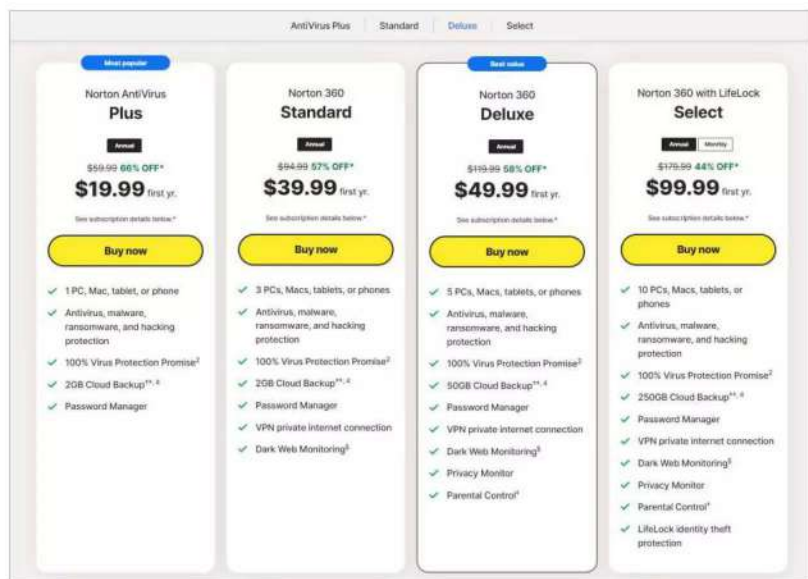 AntiVirus Plus
Standard
Deluxe
Select
Most popular
Norton AntiVirus
Plus
Annual
$59.99 66% OFF*
$19.99 first yr.
See subscription details below.*
Buy now
1 PC, Mac, tablet, or phone
Antivirus, malware,
ransomware, and hacking
protection
100% Virus Protection Promise²
2GB Cloud Backup‡‡, 4
Password Manager
Norton 360
Standard
Annual
$94.99 57% OFF*
$39.99 first yr.
See subscription details below.*
Buy now
3 PCs, Macs, tablets, or phones
Antivirus, malware,
ransomware, and hacking
protection
100% Virus Protection Promise²
2GB Cloud Backup‡‡, 4
Password Manager
VPN private internet connection
Dark Web Monitoring§
Best value
Norton 360
Deluxe
Annual
$119.99 58% OFF*
$49.99 first yr.
See subscription details below.*
Buy now
5 PCs, Macs, tablets, or phones
Antivirus, malware,
ransomware, and hacking
protection
100% Virus Protection Promise²
50GB Cloud Backup‡‡, 4
Password Manager
VPN private internet connection
Dark Web Monitoring§
Privacy Monitor
Parental Control‡
Norton 360 with LifeLock
Select
Annual Monthly
$179.99 44% OFF*
$99.99 first yr.
See subscription details below.*
Buy now
10 PCs, Macs, tablets, or
phones
Antivirus, malware,
ransomware, and hacking
protection
100% Virus Protection Promise²
250GB Cloud Backup‡‡, 4
Password Manager
VPN private internet connection
Dark Web Monitoring§
Privacy Monitor
Parental Control‡
LifeLock identity theft
protection